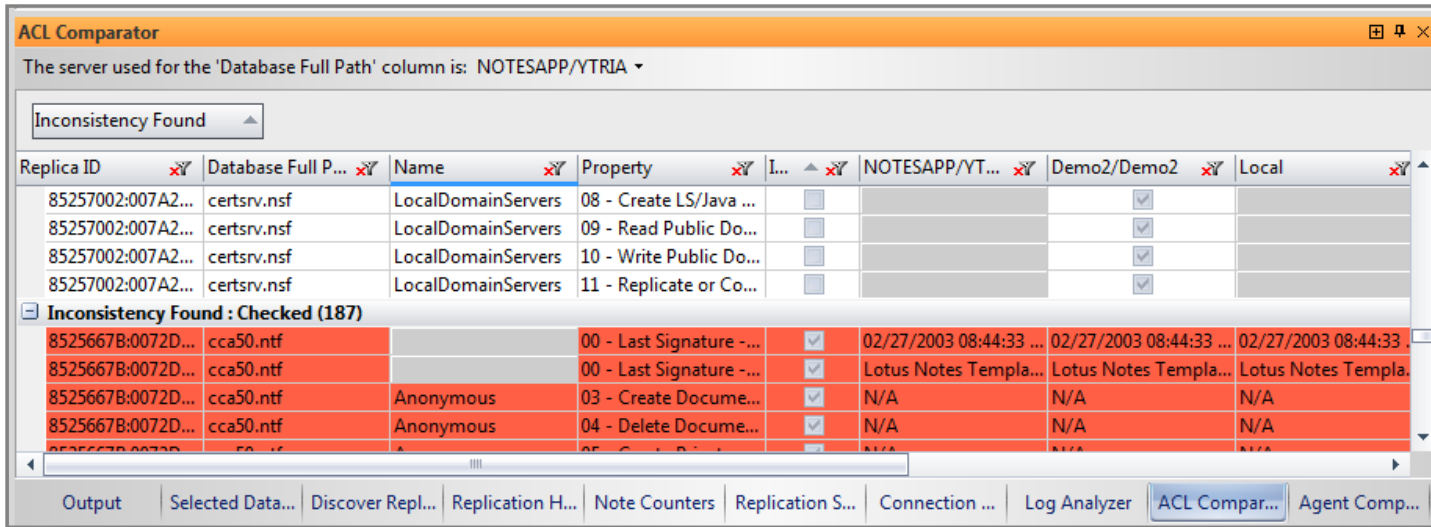 ACL Comparator
The server used for the 'Database Full Path' column is: NOTESAPP/YTRIA
Inconsistency Found
Replica ID Database Full P... Name Property I... NOTESAPP/YT... Demo2/Demo2 Local
85257002:007A2... certsrv.nsf LocalDomainServers 08 - Create LS/Java ...
85257002:007A2... certsrv.nsf LocalDomainServers 09 - Read Public Do...
85257002:007A2... certsrv.nsf LocalDomainServers 10 - Write Public Do...
85257002:007A2... certsrv.nsf LocalDomainServers 11 - Replicate or Co...
Inconsistency Found : Checked (187)
8525667B:0072D... cca50.ntf 00 - Last Signature -... 02/27/2003 08:44:33 ... 02/27/2003 08:44:33 ... 02/27/2003 08:44:33 .
8525667B:0072D... cca50.ntf 00 - Last Signature -... Lotus Notes Templa... Lotus Notes Templa... Lotus Notes Templa.
8525667B:0072D... cca50.ntf Anonymous 03 - Create Docume... N/A N/A N/A
8525667B:0072D... cca50.ntf Anonymous 04 - Delete Docume... N/A N/A N/A
Output Selected Data... Discover Repl... Replication H... Note Counters Replication S... Connection ... Log Analyzer ACL Compar... Agent Comp...